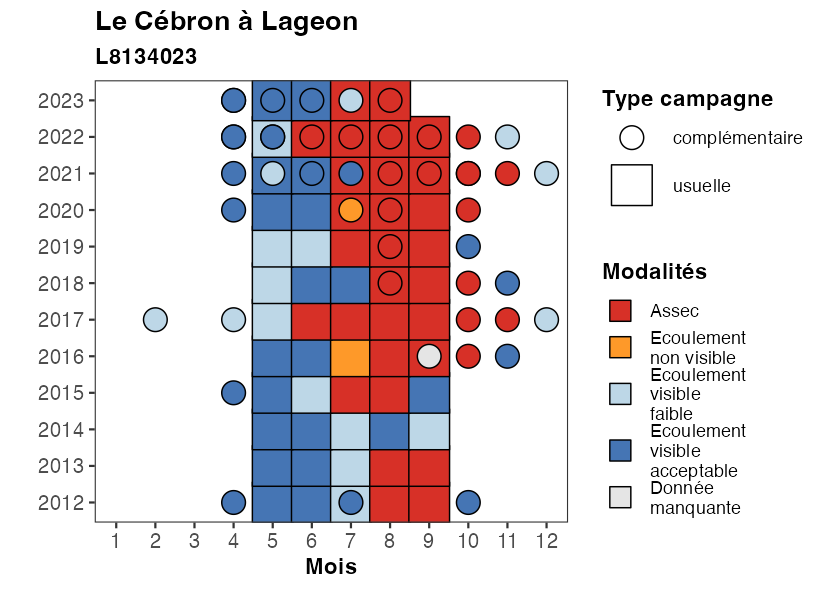 Le Cébron à Lageon
L8134023
2023
2022
2021
2020
2019
2018
2017
2016
2015
2014
2013
2012
1 2 3 4 5 6 7 8 9 10 11 12
Mois
Type campagne
complémentaire
usuelle
Modalités
Assec
Ecoulement
non visible
Ecoulement
visible
faible
Ecoulement
visible
acceptable
Donnée
manquante